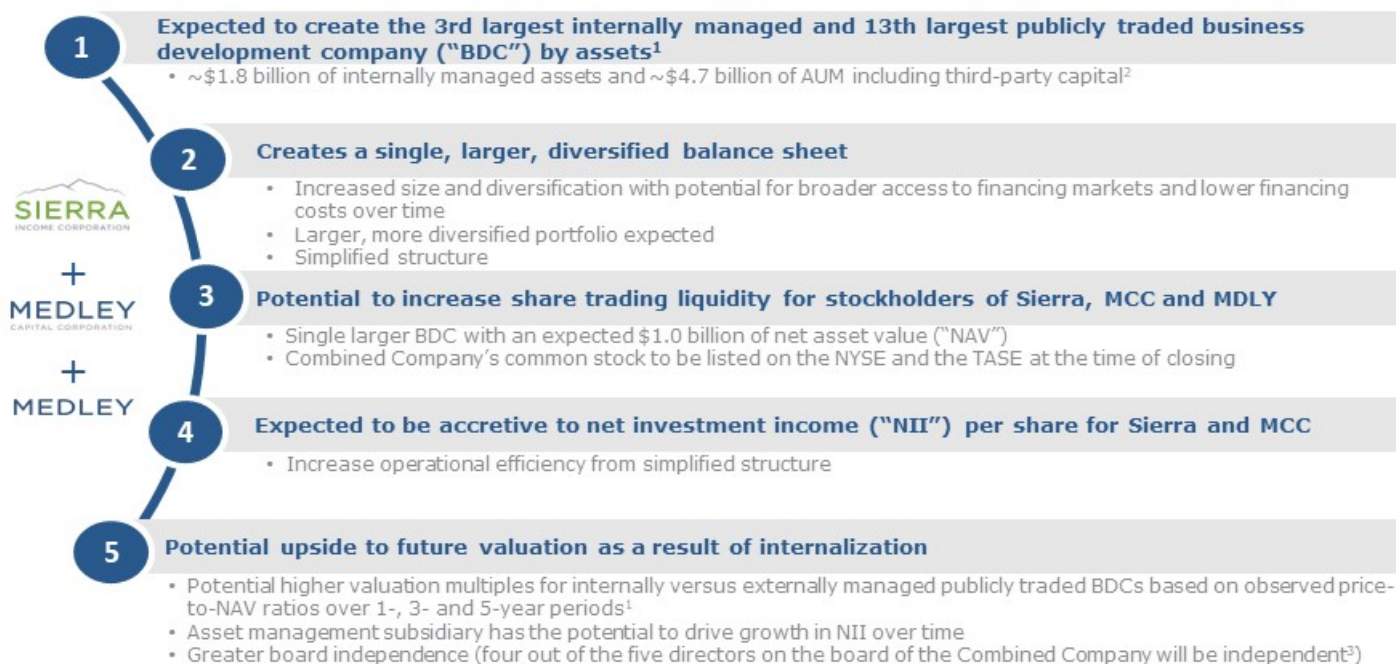 1
Expected to create the 3rd largest internally managed and 13th largest publicly traded business
development company (“BDC”) by assets¹
• ~$1.8 billion of internally managed assets and ~$4.7 billion of AUM including third-party capital²
2
Creates a single, larger, diversified balance sheet
• Increased size and diversification with potential for broader access to financing markets and lower financing
costs over time
• Larger, more diversified portfolio expected
• Simplified structure
SIERRA
INCOME CORPORATION
+
MEDLEY
CAPITAL CORPORATION
+
MEDLEY
3
Potential to increase share trading liquidity for stockholders of Sierra, MCC and MDLY
• Single larger BDC with an expected $1.0 billion of net asset value (“NAV”)
• Combined Company’s common stock to be listed on the NYSE and the TASE at the time of closing
4
Expected to be accretive to net investment income (“NII”) per share for Sierra and MCC
• Increase operational efficiency from simplified structure
5
Potential upside to future valuation as a result of internalization
• Potential higher valuation multiples for internally versus externally managed publicly traded BDCs based on observed price-
to-NAV ratios over 1-, 3- and 5-year periods¹
• Asset management subsidiary has the potential to drive growth in NII over time
• Greater board independence (four out of the five directors on the board of the Combined Company will be independent³)